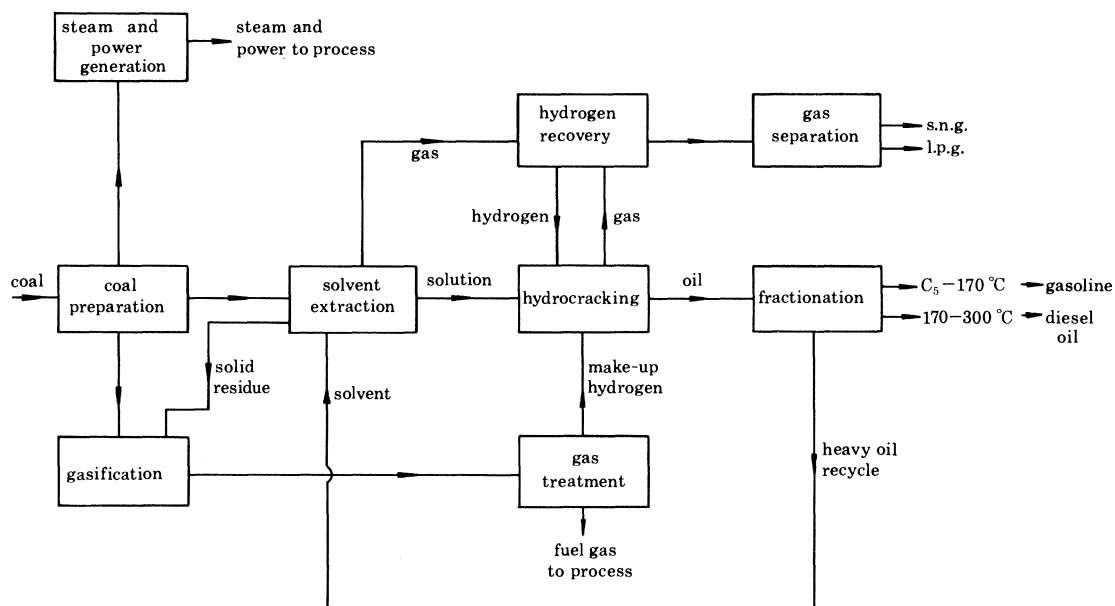 steam and
power
generation
steam and
power to process
hydrogen
recovery
gas
separation
s.n.g.
l.p.g.
gas
hydrogen
gas
coal
coal
preparation
solvent
extraction
solution
hydrocracking
oil
fractionation
C₅—170 °C
gasoline
170—300 °C
diesel
oil
solid
residue
solvent
make-up
hydrogen
gasification
gas
treatment
heavy oil
recycle
fuel gas
to process